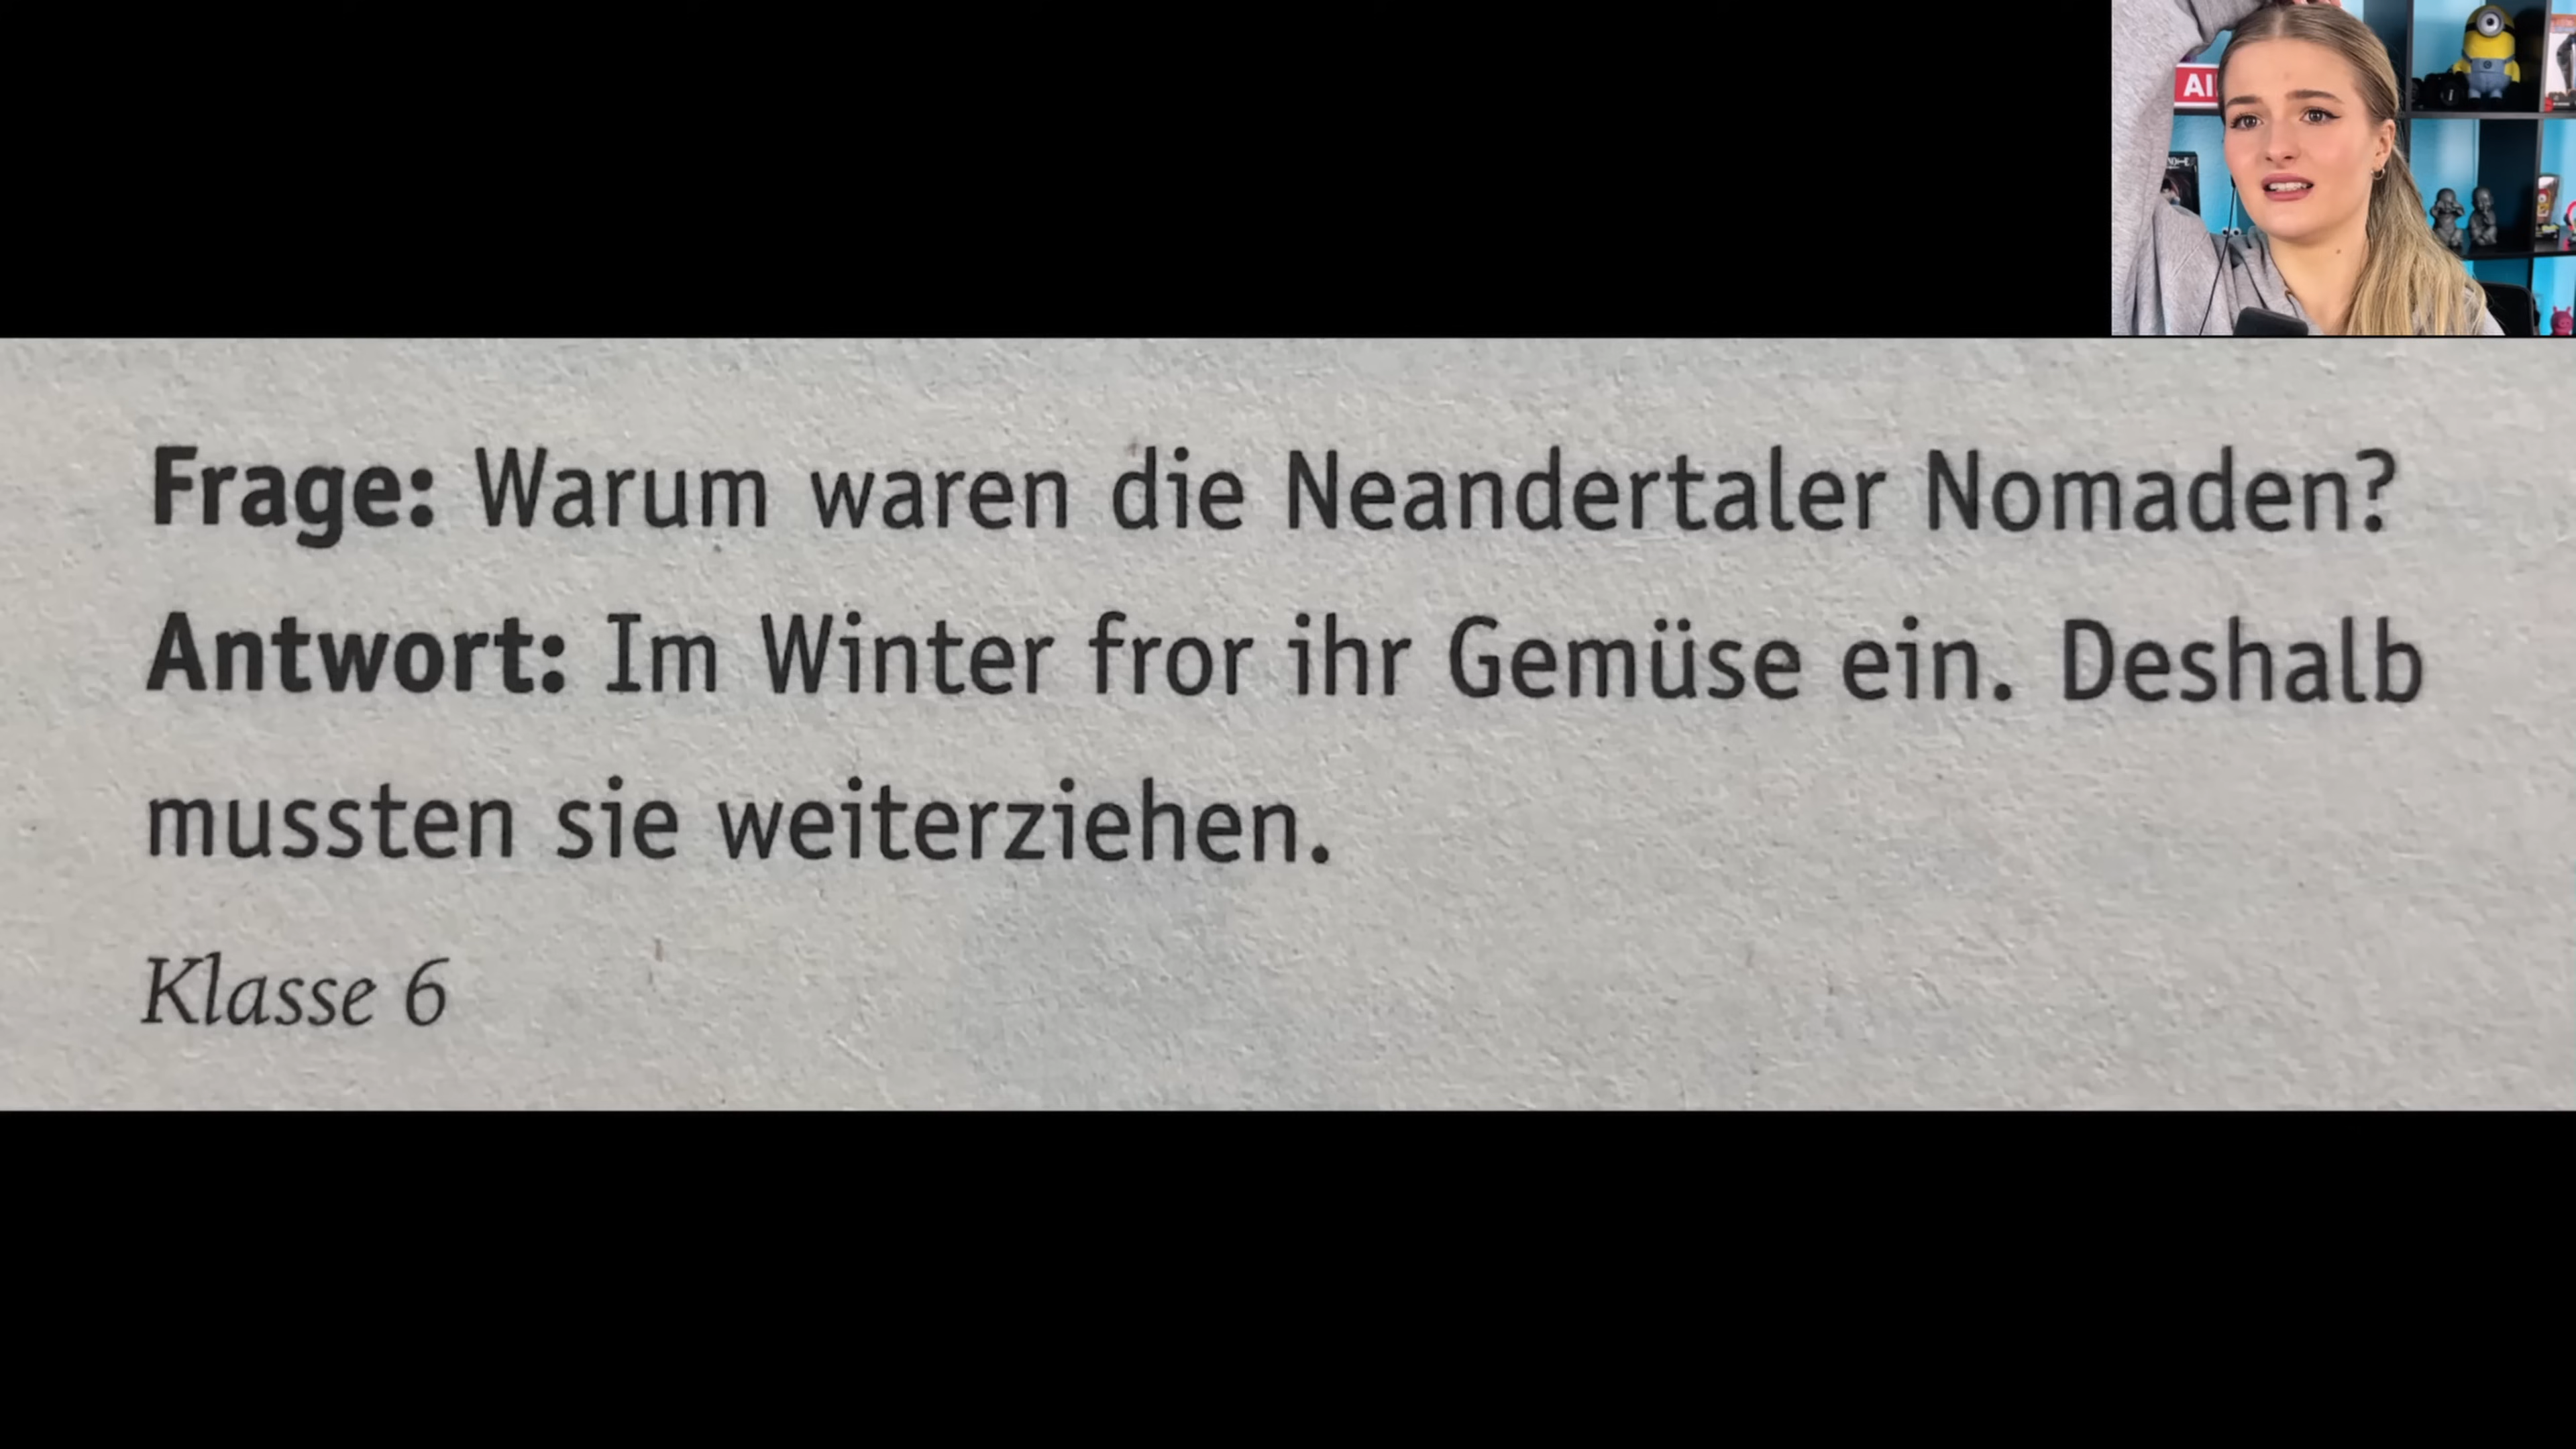 AI
Frage: Warum waren die Neandertaler Nomaden?
Antwort: Im Winter fror ihr Gemüse ein. Deshalb
mussten sie weiterziehen.
Klasse 6